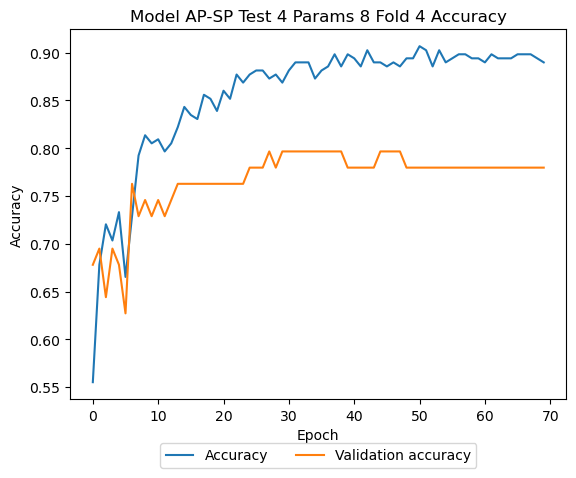 Model AP-SP Test 4 Params 8 Fold 4 Accuracy
0.90
0.85
0.80
0.75
0.70
0.65
0.60
0.55
Accuracy
0 10 20 30 40 50 60 70
Epoch
Accuracy Validation accuracy